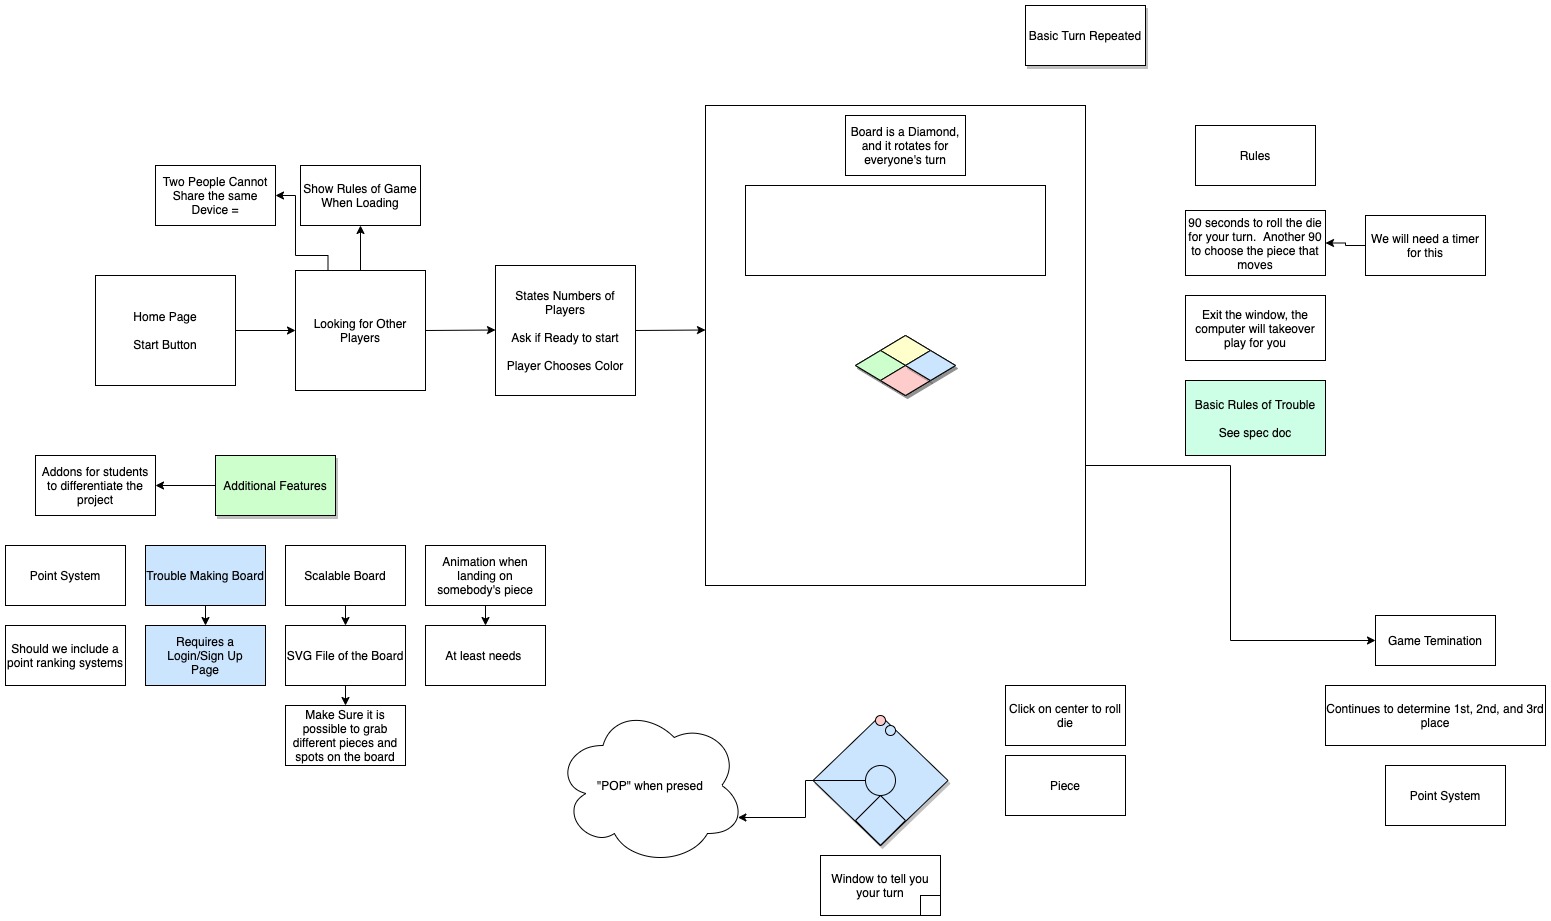 Basic Turn Repeated
Board is a Diamond,
and it rotates for
everyone's turn
Rules
Two People Cannot
Share the same
Device =
Show Rules of Game
When Loading
90 seconds to roll the die
for your turn.  Another 90
to choose the piece that
moves
We will need a timer
for this
Home Page
Start Button
Looking for Other
Players
States Numbers of
Players
Ask if Ready to start
Player Chooses Color
Exit the window, the
computer will takeover
play for you
Basic Rules of Trouble
See spec doc
Addons for students
to differentiate the
project
Additional Features
Point System
Trouble Making Board
Scalable Board
Animation when
landing on
somebody's piece
Should we include a
point ranking systems
Requires a
Login/Sign Up
Page
SVG File of the Board
At least needs
Make Sure it is
possible to grab
different pieces and
spots on the board
Game Temination
Click on center to roll
die
Continues to determine 1st, 2nd, and 3rd
place
"POP" when presed
Piece
Point System
Window to tell you
your turn